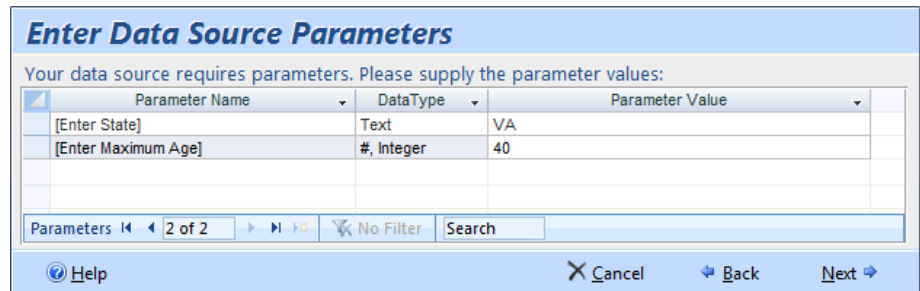 Enter Data Source Parameters
Your data source requires parameters. Please supply the parameter values:
Parameter Name DataType Parameter Value
[Enter State] Text VA
[Enter Maximum Age] #, Integer 40
Parameters 2 of 2 No Filter Search
Help Cancel Back Next